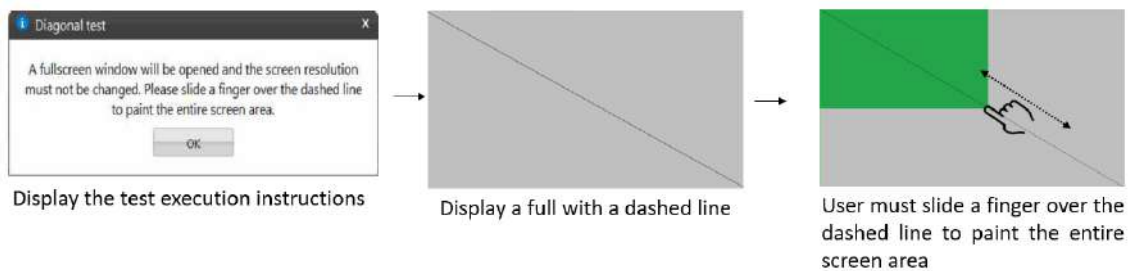 Diagonal test X
A fullscreen window will be opened and the screen resolution
must not be changed. Please slide a finger over the dashed line
to paint the entire screen area.
OK
Display the test execution instructions
Display a full with a dashed line
User must slide a finger over the
dashed line to paint the entire
screen area